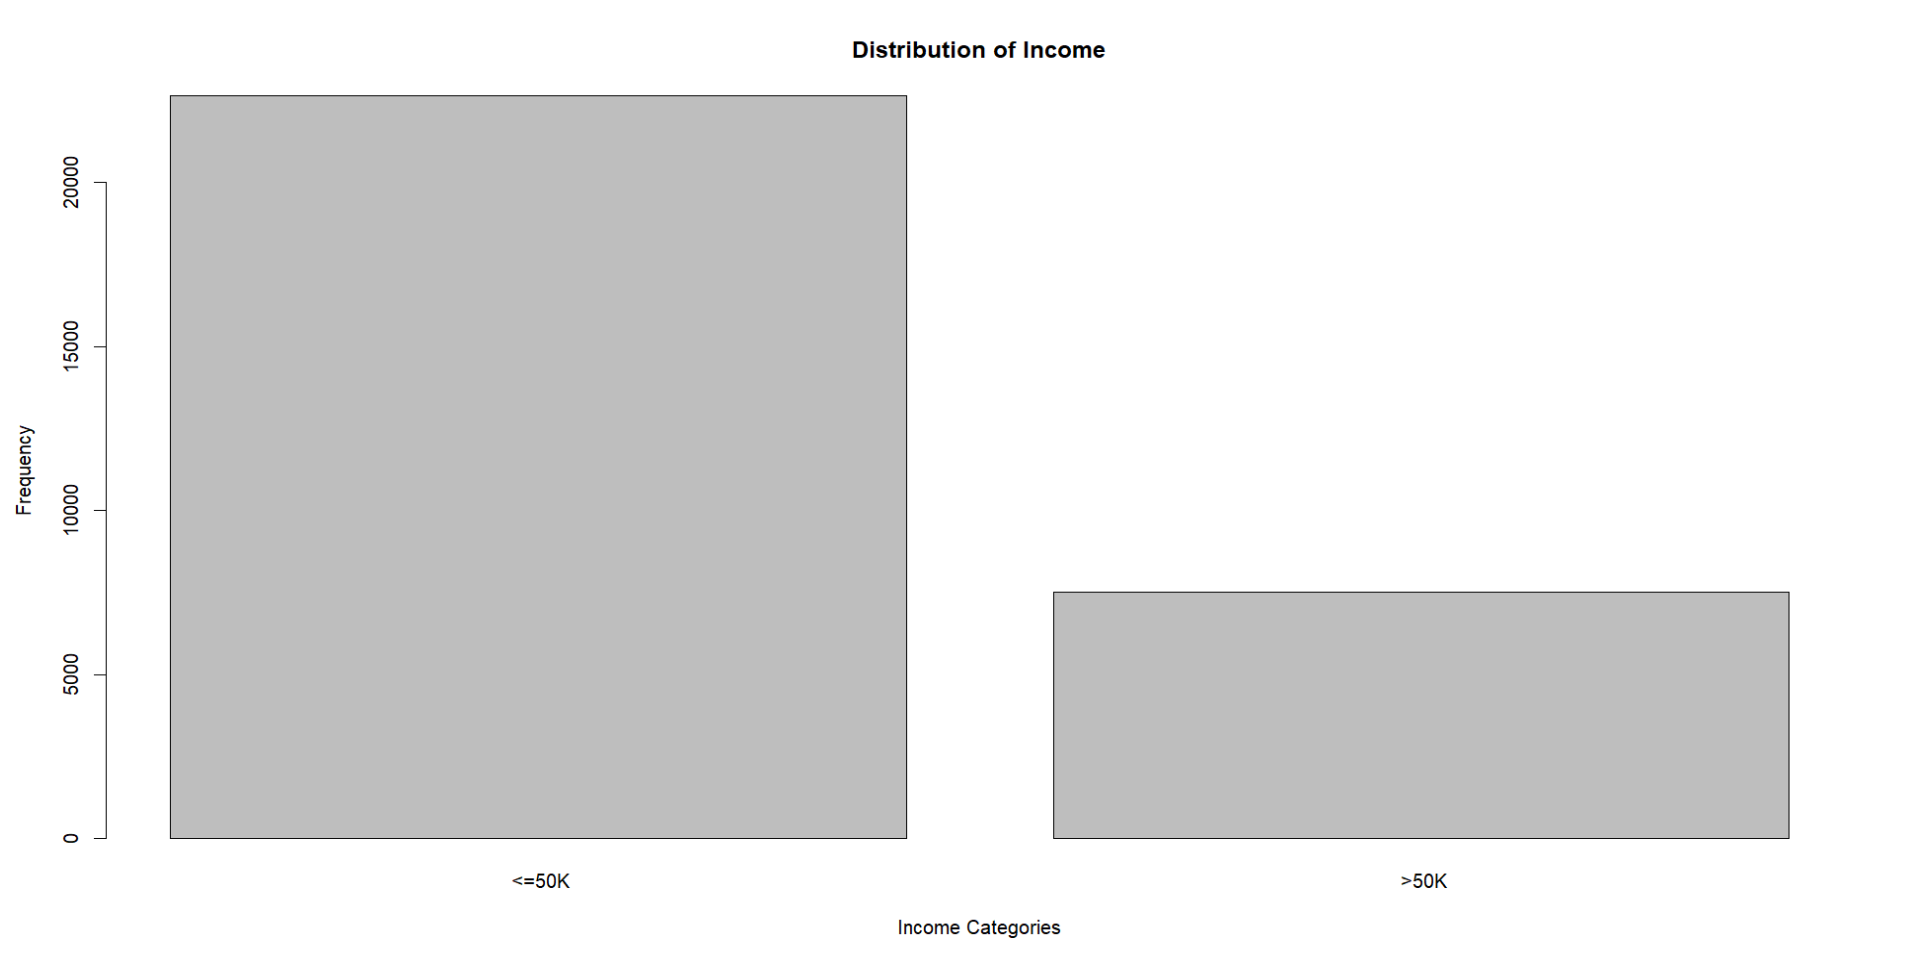 Distribution of Income
20000
15000
10000
5000
0
Frequency
<=50K
>50K
Income Categories